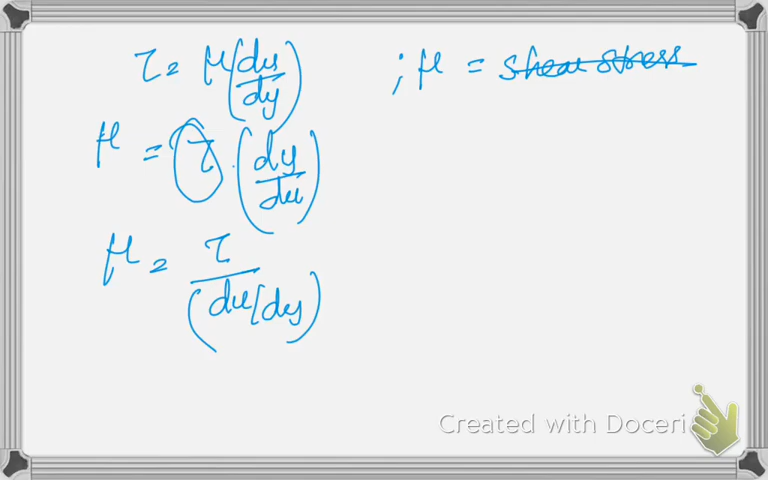 τ = μ(du/dy) ; μ = shear stress
μ = τ · (dy/du)
μ = τ/(du/dy)
Created with Doceri